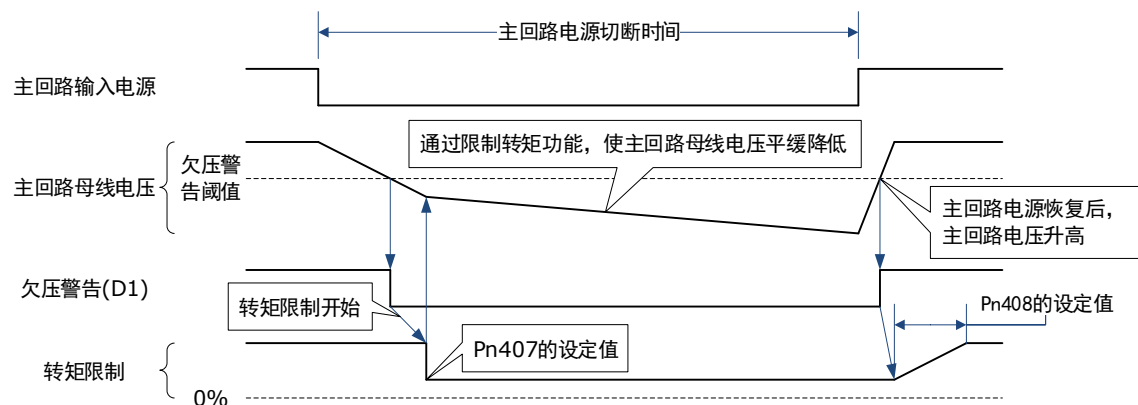 主回路电源切断时间
主回路输入电源
通过限制转矩功能，使主回路母线电压平缓降低
主回路母线电压
欠压警
告阈值
主回路电源恢复后，
主回路电压升高
欠压警告(D1)
转矩限制开始
Pn408的设定值
Pn407的设定值
转矩限制
0%